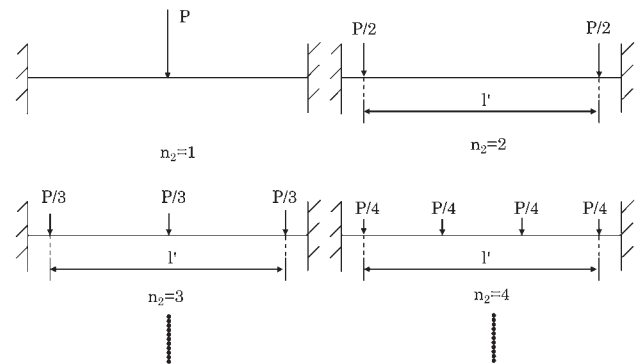 P
P/2 P/2
l'
n₂=1
n₂=2
P/3 P/3 P/3
P/4 P/4 P/4 P/4
l' l'
n₂=3 n₂=4